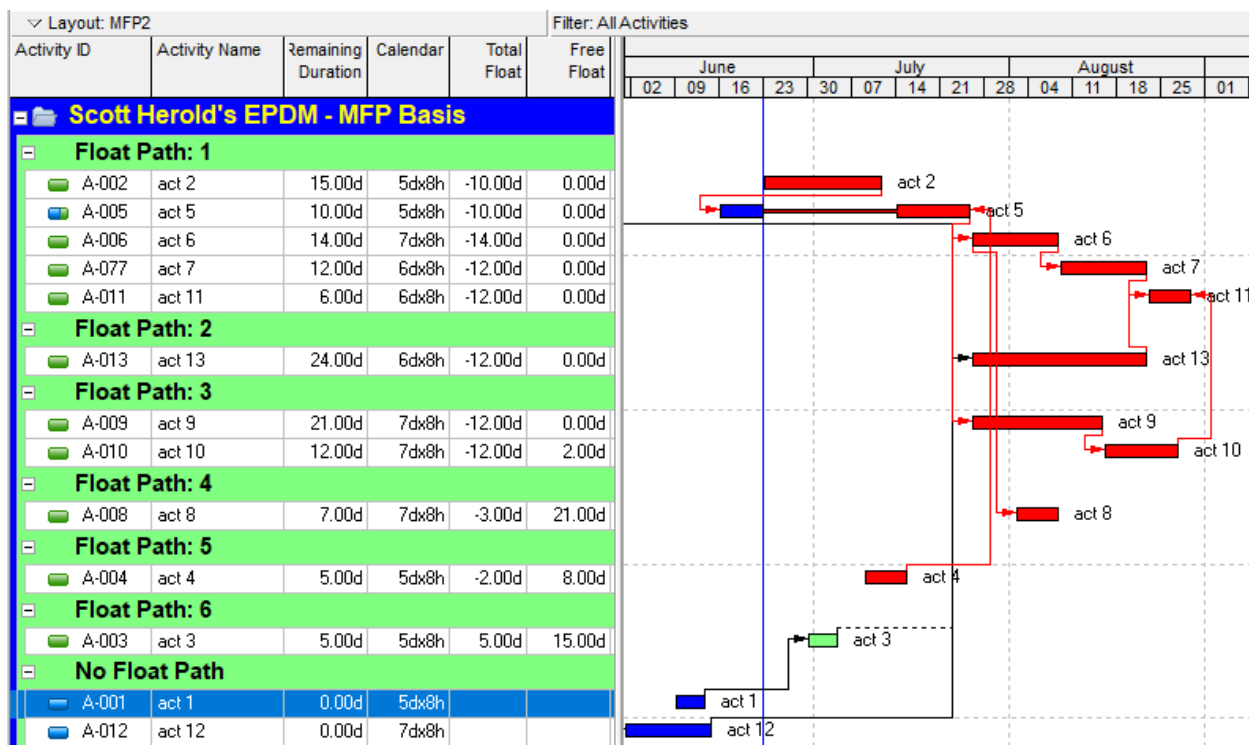 Layout: MFP2 Filter: All Activities
Activity ID Activity Name Remaining Duration Calendar Total Float Free Float
June July August
02 09 16 23 30 07 14 21 28 04 11 18 25 01
Scott Herold's EPDM - MFP Basis
Float Path: 1
A-002 act 2 15.00d 5dx8h -10.00d 0.00d act 2
A-005 act 5 10.00d 5dx8h -10.00d 0.00d act 5
A-006 act 6 14.00d 7dx8h -14.00d 0.00d act 6
A-077 act 7 12.00d 6dx8h -12.00d 0.00d act 7
A-011 act 11 6.00d 6dx8h -12.00d 0.00d act 11
Float Path: 2
A-013 act 13 24.00d 6dx8h -12.00d 0.00d act 13
Float Path: 3
A-009 act 9 21.00d 7dx8h -12.00d 0.00d act 9
A-010 act 10 12.00d 7dx8h -12.00d 2.00d act 10
Float Path: 4
A-008 act 8 7.00d 7dx8h -3.00d 21.00d act 8
Float Path: 5
A-004 act 4 5.00d 5dx8h -2.00d 8.00d act 4
Float Path: 6
A-003 act 3 5.00d 5dx8h 5.00d 15.00d act 3
No Float Path
A-001 act 1 0.00d 5dx8h act 1
A-012 act 12 0.00d 7dx8h act 12